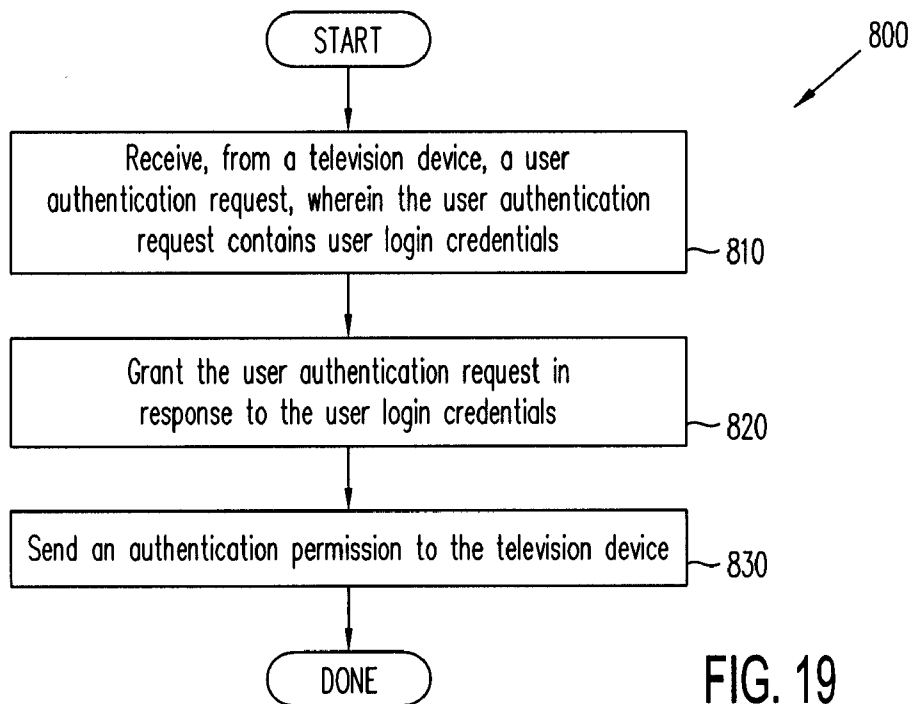 START
800
Receive, from a television device, a user
authentication request, wherein the user authentication
request contains user login credentials
810
Grant the user authentication request in
response to the user login credentials
820
Send an authentication permission to the television device
830
DONE
FIG. 19